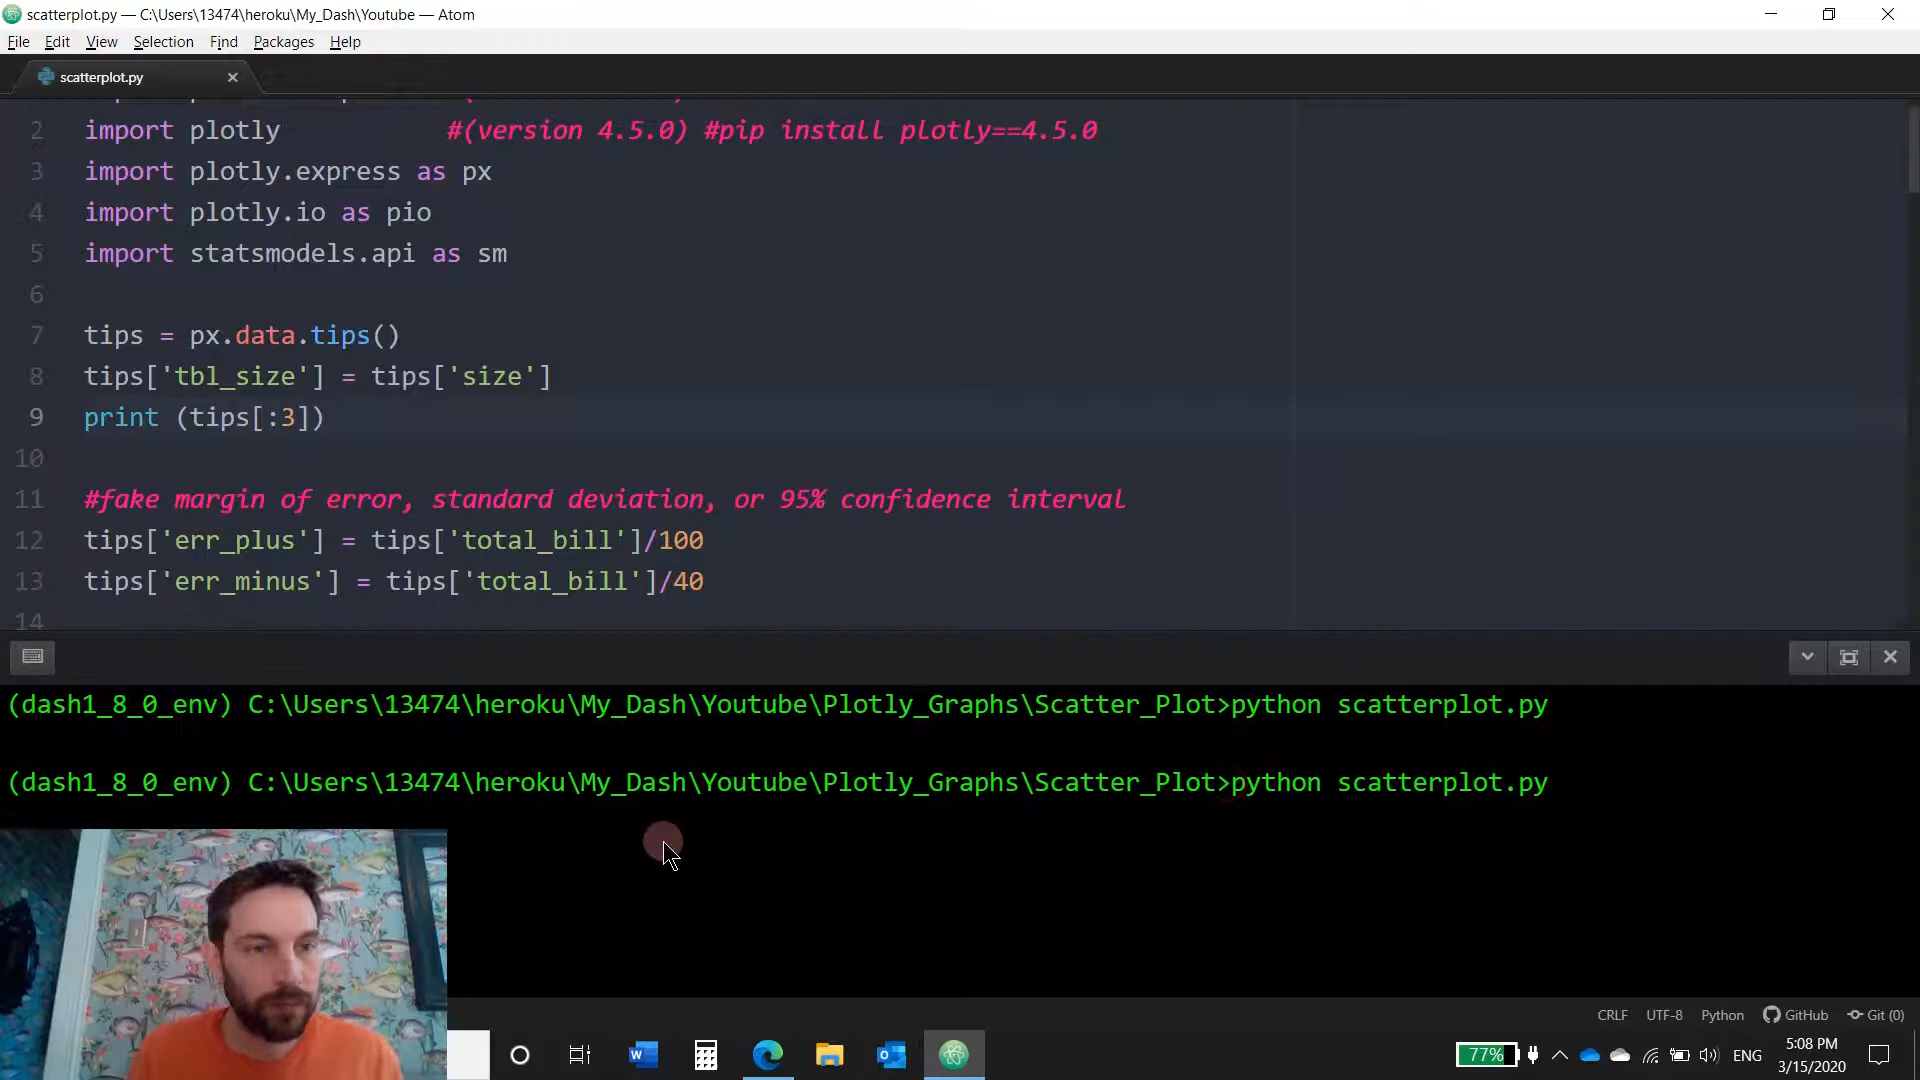 scatterplot.py — C:\Users\13474\heroku\My_Dash\Youtube — Atom
File Edit View Selection Find Packages Help
scatterplot.py
2 import plotly #(version 4.5.0) #pip install plotly==4.5.0
3 import plotly.express as px
4 import plotly.io as pio
5 import statsmodels.api as sm
6
7 tips = px.data.tips()
8 tips['tbl_size'] = tips['size']
9 print (tips[:3])
10
11 #fake margin of error, standard deviation, or 95% confidence interval
12 tips['err_plus'] = tips['total_bill']/100
13 tips['err_minus'] = tips['total_bill']/40
14
(dash1_8_0_env) C:\Users\13474\heroku\My_Dash\Youtube\Plotly_Graphs\Scatter_Plot>python scatterplot.py
(dash1_8_0_env) C:\Users\13474\heroku\My_Dash\Youtube\Plotly_Graphs\Scatter_Plot>python scatterplot.py
CRLF UTF-8 Python GitHub Git (0)
77% ENG 5:08 PM
3/15/2020